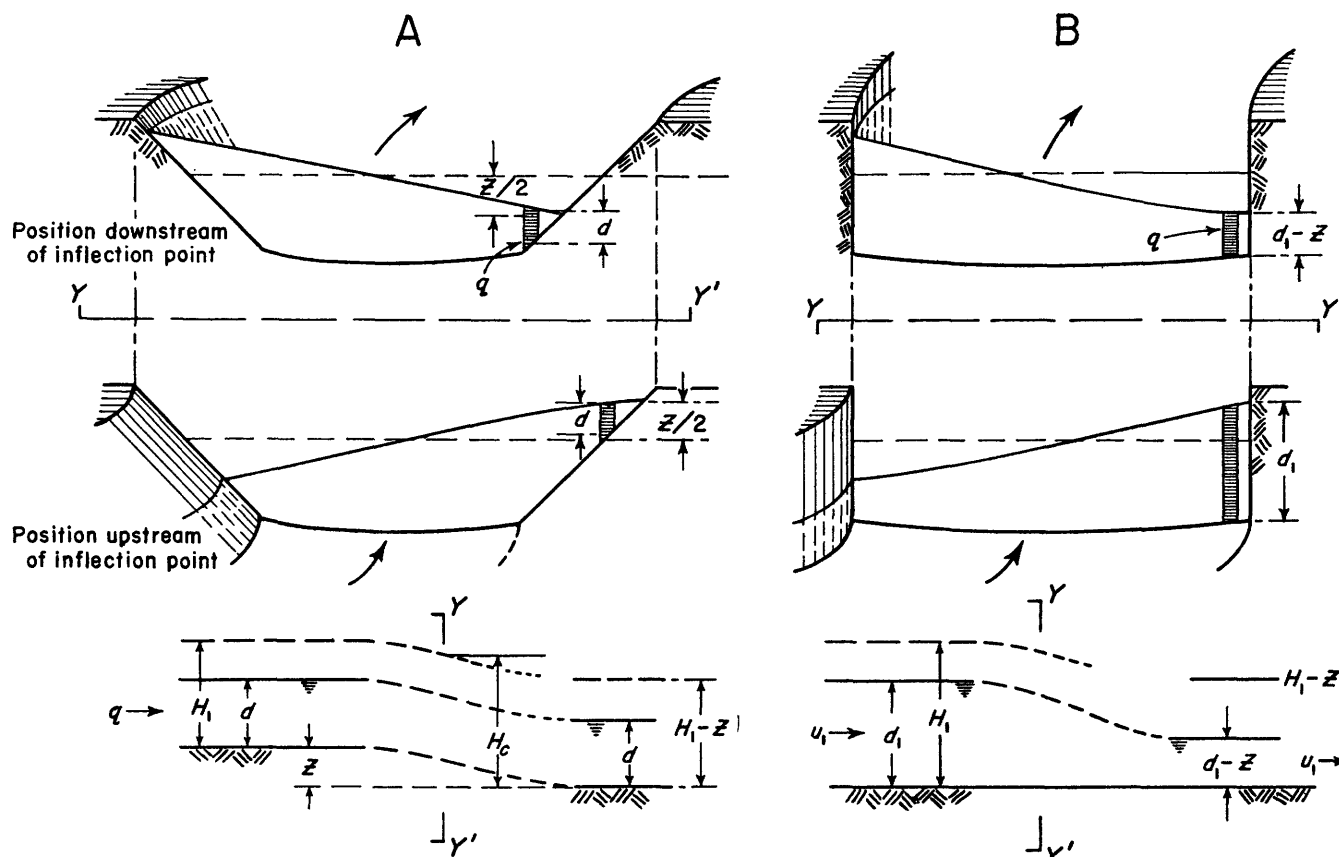 A
B
Z/2
d
q
Position downstream
of inflection point
q
d₁-Z
Y
Y'
Y
Y
d
Z/2
d₁
Position upstream
of inflection point
Y
Y
q
H₁
d
Z
H_c
d
H₁-Z
Y'
u₁
d₁
H₁
H₁-Z
d₁-Z
u₁
Y'